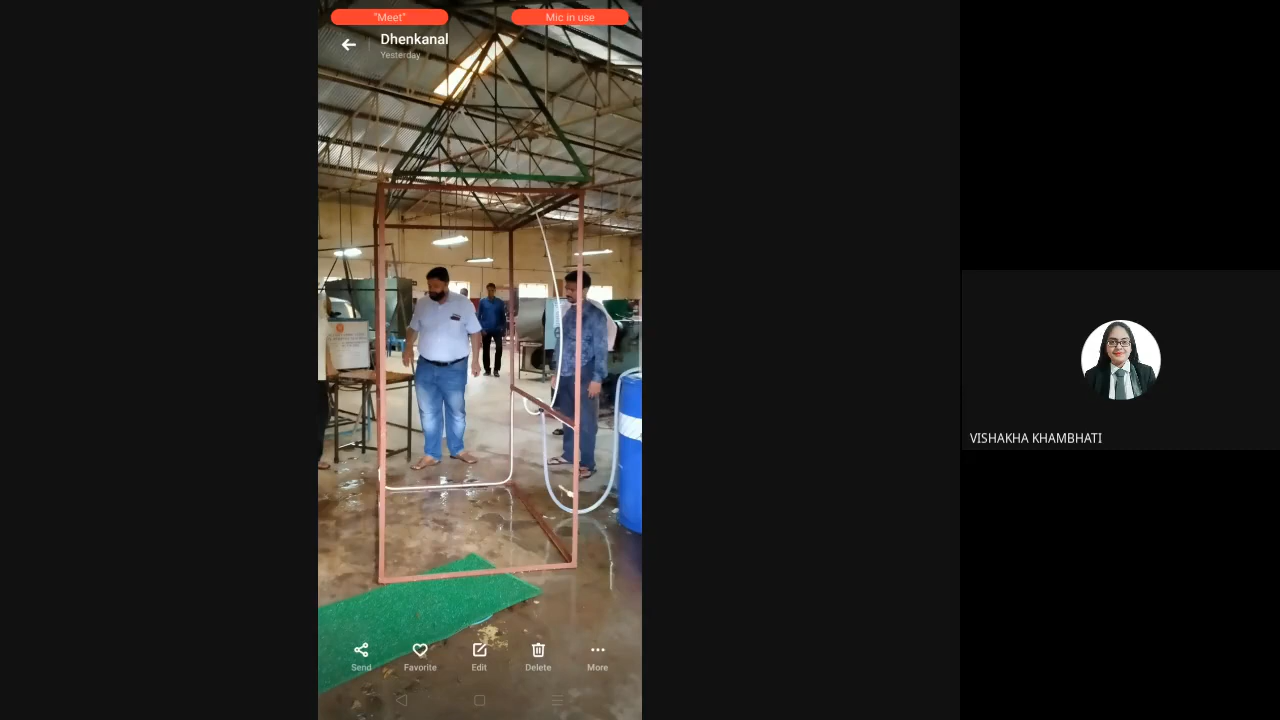 "Meet"
Mic in use
Dhenkanal
Yesterday
Send
Favorite
Edit
Delete
More
VISHAKHA KHAMBHATI